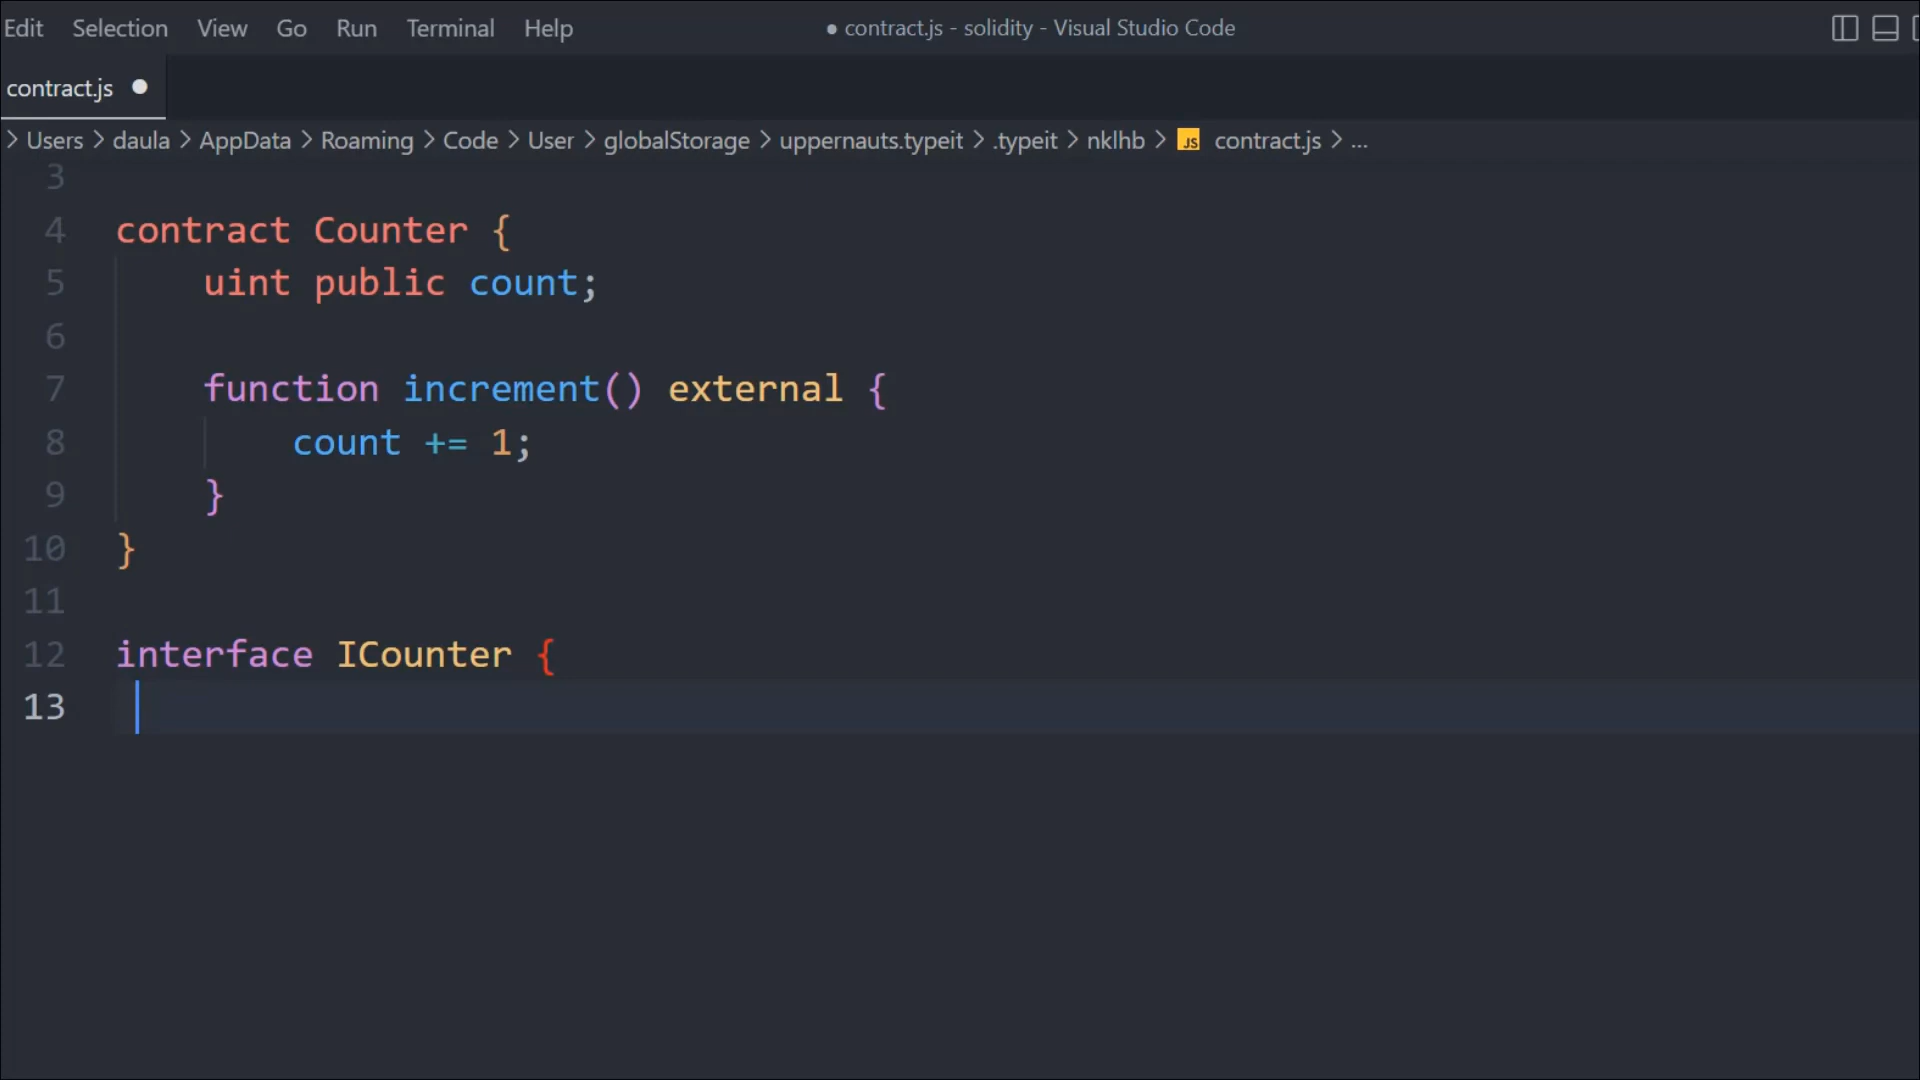 Edit Selection View Go Run Terminal Help ● contract.js - solidity - Visual Studio Code
contract.js ●
> Users > daula > AppData > Roaming > Code > User > globalStorage > uppernauts.typeit > .typeit > nklhb > JS contract.js > ...
3
4 contract Counter {
5 uint public count;
6
7 function increment() external {
8 count += 1;
9 }
10 }
11
12 interface ICounter {
13